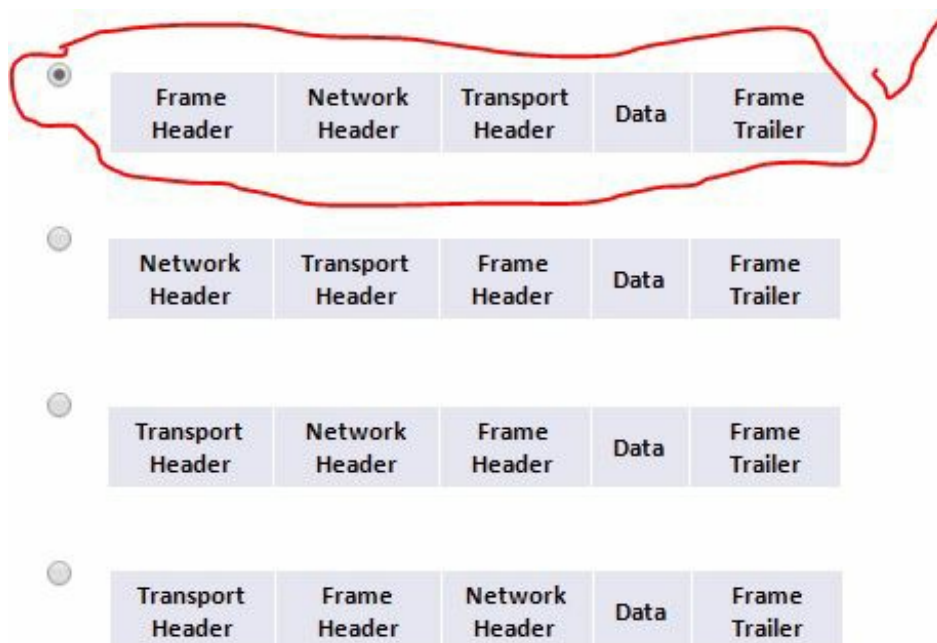 Frame Network Transport Data Frame
Header Header Header Trailer
Network Transport Frame Data Frame
Header Header Header Trailer
Transport Network Frame Data Frame
Header Header Header Trailer
Transport Frame Network Data Frame
Header Header Header Trailer